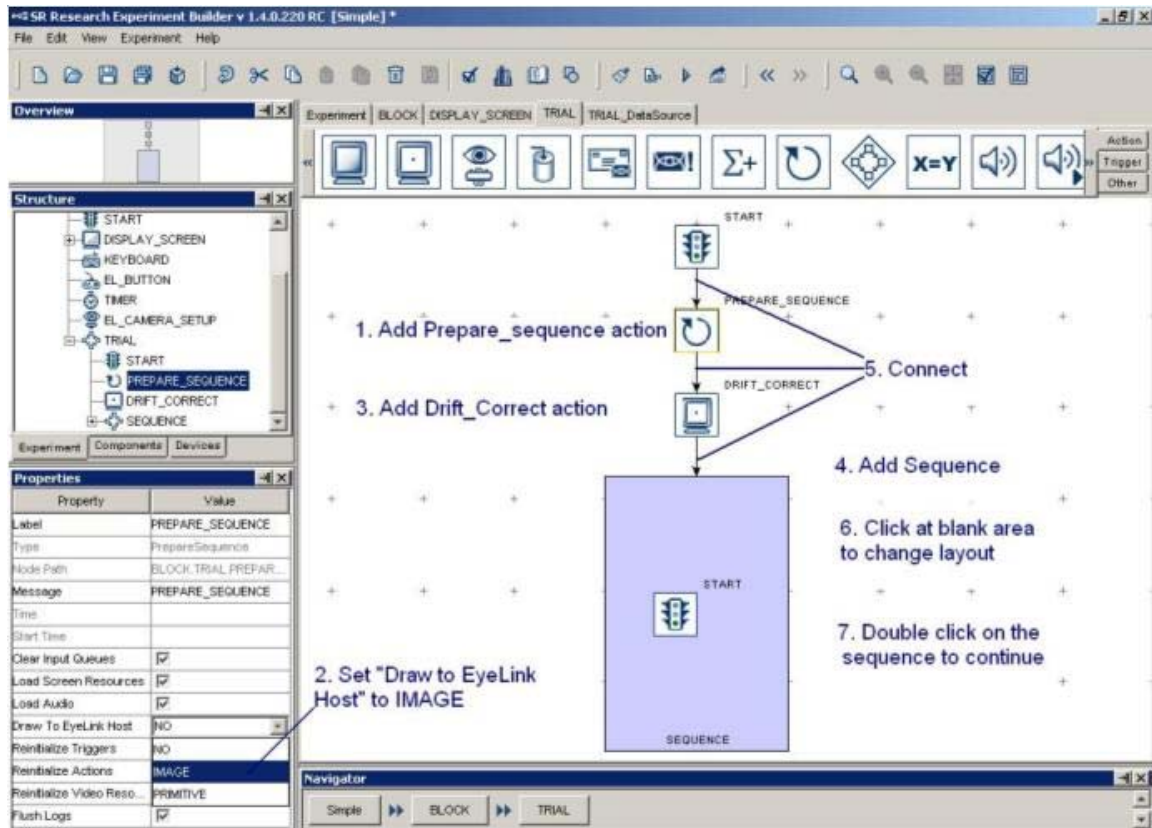 SR Research Experiment Builder v 1.4.0.220 RC [Simple] *
File Edit View Experiment Help
Overview
Experiment BLOCK DISPLAY_SCREEN TRIAL TRIAL_DataSource
Σ+ X=Y
Action
Trigger
Other
Structure
START
DISPLAY_SCREEN
KEYBOARD
EL_BUTTON
TIMER
EL_CAMERA_SETUP
TRIAL
START
PREPARE_SEQUENCE
DRIFT_CORRECT
SEQUENCE
Experiment Components Devices
Properties
Property Value
Label PREPARE_SEQUENCE
Type PrepareSequence
Node Path BLOCK.TRIAL.PREPAR...
Message PREPARE_SEQUENCE
Time
Start Time
Clear Input Queues
Load Screen Resources
Load Audio
Draw To EyeLink Host NO
Reinitialize Triggers NO
Reinitialize Actions IMAGE
Reinitialize Video Reso... PRIMITIVE
Flush Logs
START
PREPARE_SEQUENCE
1. Add Prepare_sequence action
5. Connect
DRIFT_CORRECT
3. Add Drift_Correct action
4. Add Sequence
6. Click at blank area
to change layout
START
7. Double click on the
sequence to continue
2. Set "Draw to EyeLink
Host" to IMAGE
SEQUENCE
Navigator
Simple BLOCK TRIAL